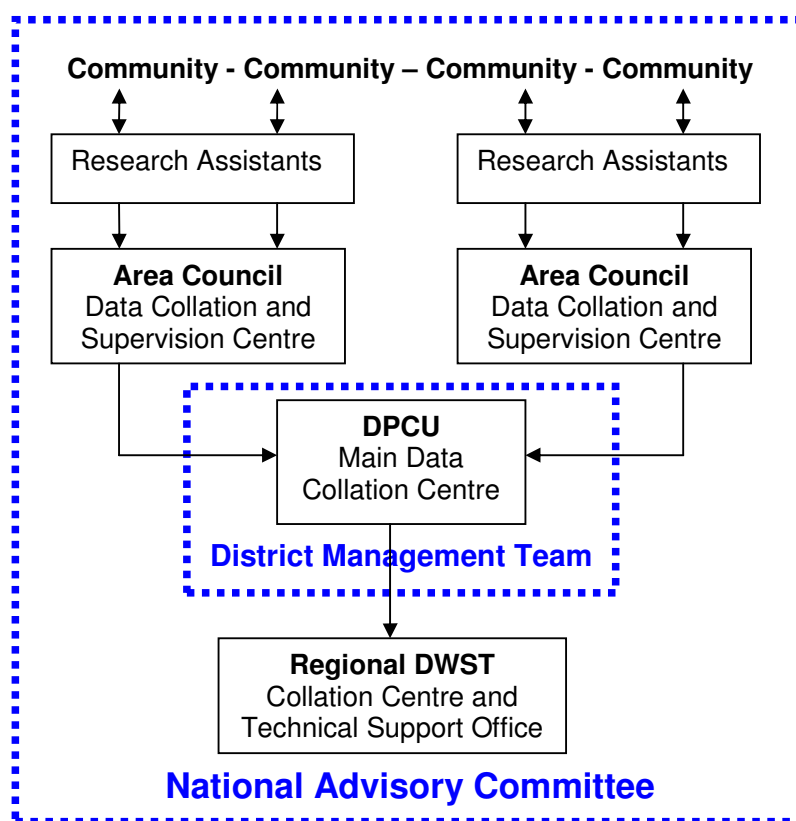 Community - Community – Community - Community
Research Assistants
Research Assistants
Area Council
Data Collation and
Supervision Centre
Area Council
Data Collation and
Supervision Centre
DPCU
Main Data
Collation Centre
District Management Team
Regional DWST
Collation Centre and
Technical Support Office
National Advisory Committee